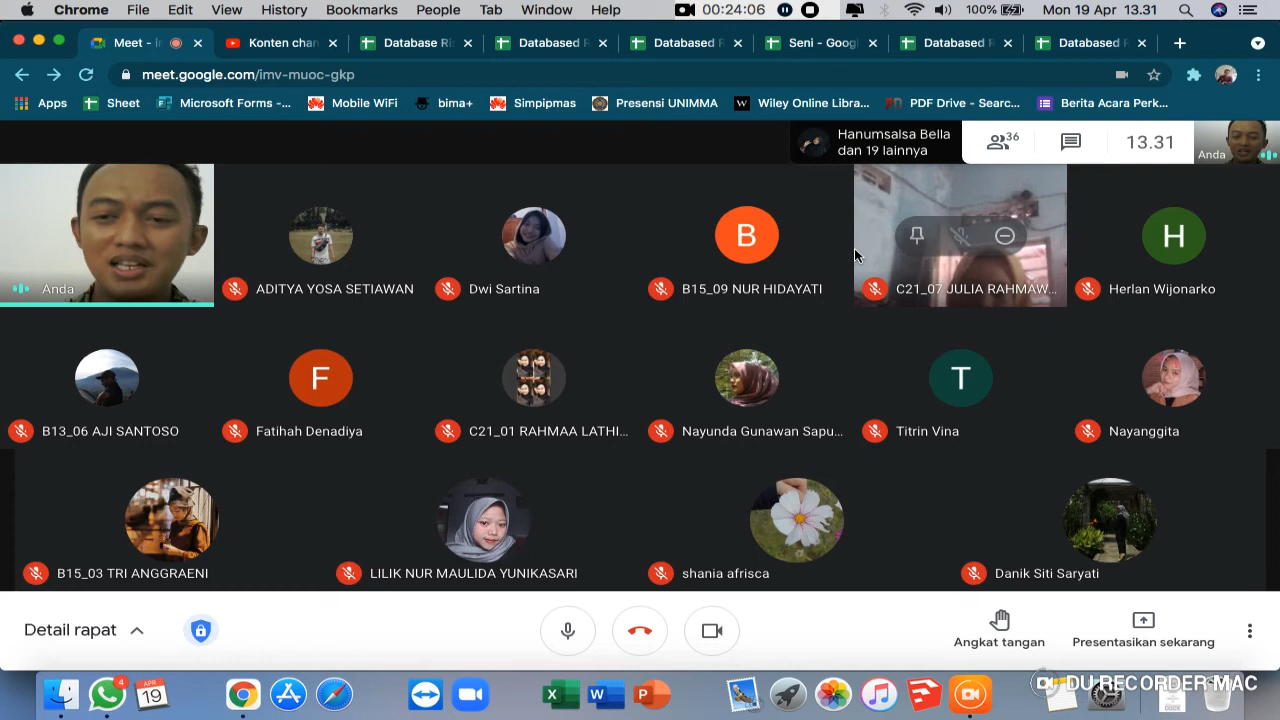 Chrome File Edit View History Bookmarks People Tab Window Help 00:24:06 100% Mon 19 Apr 13.31
Meet - i
Konten chan
Database Ri
Databased R
Databased R
Seni - Googl
Databased R
Databased R
meet.google.com/imv-muoc-gkp
Apps Sheet Microsoft Forms -... Mobile WiFi bima+ Simpipmas Presensi UNIMMA Wiley Online Libra... PDF Drive - Searc... Berita Acara Perk...
Hanumsalsa Bella
dan 19 lainnya
36
13.31
Anda
Anda
ADITYA YOSA SETIAWAN
Dwi Sartina
B
B15_09 NUR HIDAYATI
C21_07 JULIA RAHMAW...
H
Herlan Wijonarko
B13_06 AJI SANTOSO
F
Fatihah Denadiya
C21_01 RAHMAA LATHI...
Nayunda Gunawan Sapu...
T
Titrin Vina
Nayanggita
B15_03 TRI ANGGRAENI
LILIK NUR MAULIDA YUNIKASARI
shania afrisca
Danik Siti Saryati
Detail rapat
Angkat tangan
Presentasikan sekarang
4
APR
19
X
W
P
DU RECORDER MAC